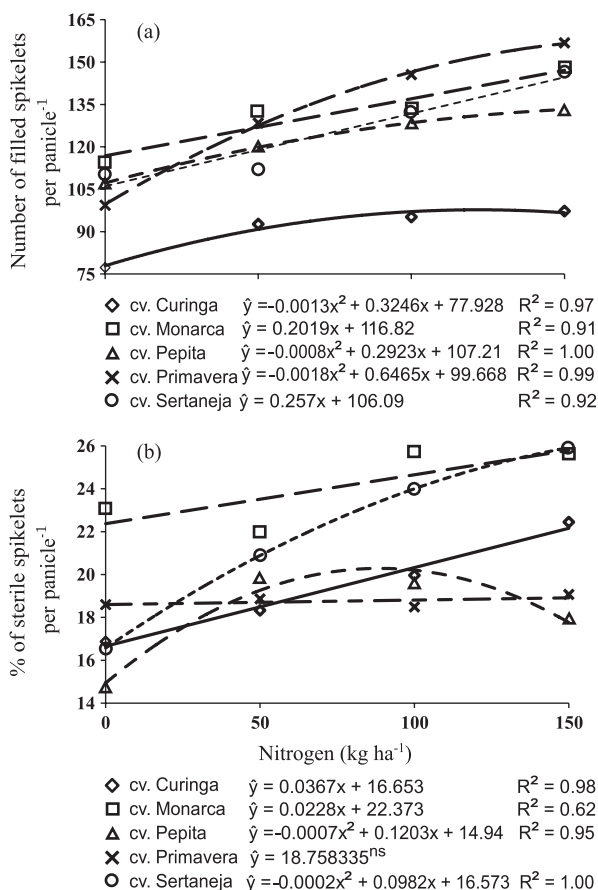 (a)
Number of filled spikelets
per panicle⁻¹
165
150
135
120
105
90
75
cv. Curinga ŷ =-0.0013x² + 0.3246x + 77.928 R² = 0.97
cv. Monarca ŷ = 0.2019x + 116.82 R² = 0.91
cv. Pepita ŷ =-0.0008x² + 0.2923x + 107.21 R² = 1.00
cv. Primavera ŷ =-0.0018x² + 0.6465x + 99.668 R² = 0.99
cv. Sertaneja ŷ = 0.257x + 106.09 R² = 0.92
(b)
% of sterile spikelets
per panicle⁻¹
26
24
22
20
18
16
14
0 50 100 150
Nitrogen (kg ha⁻¹)
cv. Curinga ŷ = 0.0367x + 16.653 R² = 0.98
cv. Monarca ŷ = 0.0228x + 22.373 R² = 0.62
cv. Pepita ŷ =-0.0007x² + 0.1203x + 14.94 R² = 0.95
cv. Primavera ŷ = 18.758335ⁿˢ
cv. Sertaneja ŷ =-0.0002x² + 0.0982x + 16.573 R² = 1.00